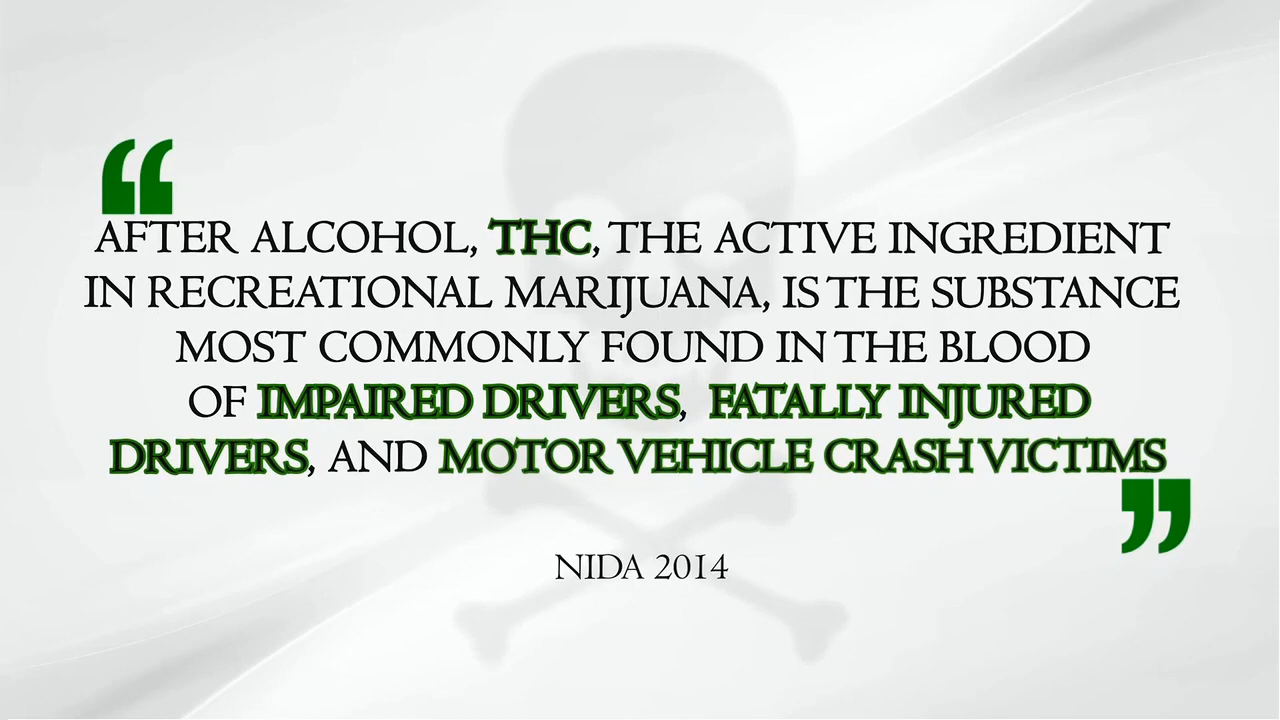 “
AFTER ALCOHOL, THC, THE ACTIVE INGREDIENT
IN RECREATIONAL MARIJUANA, IS THE SUBSTANCE
MOST COMMONLY FOUND IN THE BLOOD
OF IMPAIRED DRIVERS, FATALLY INJURED
DRIVERS, AND MOTOR VEHICLE CRASH VICTIMS
”
NIDA 2014